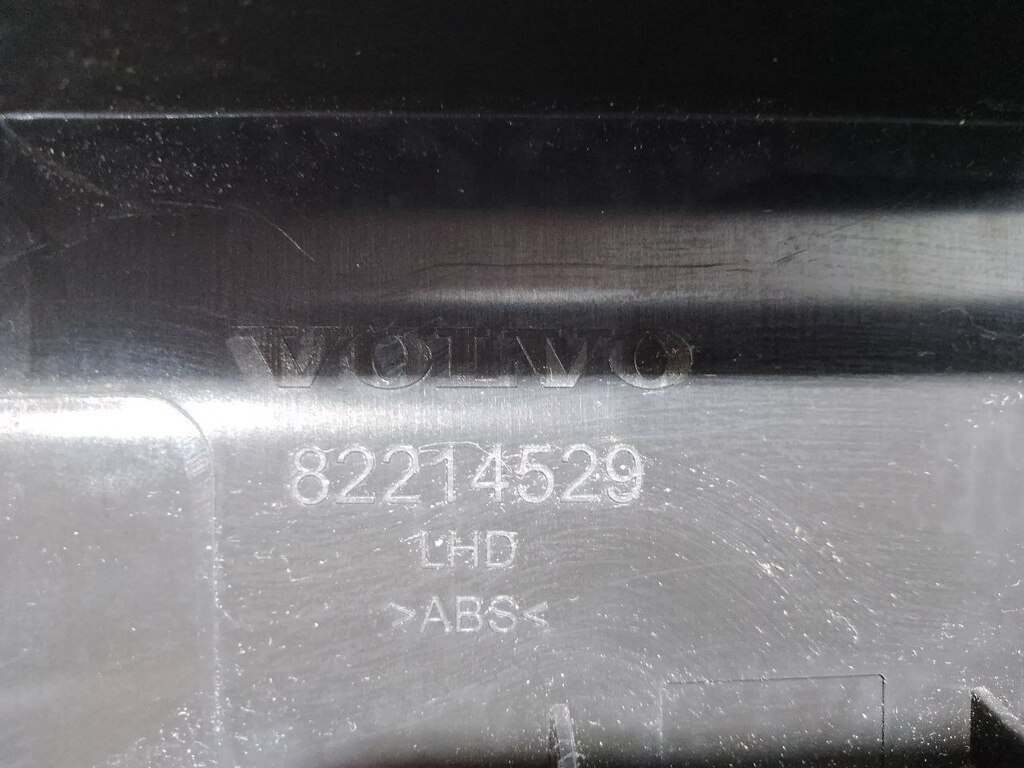 VOLVO
82214529
LHD
>ABS<